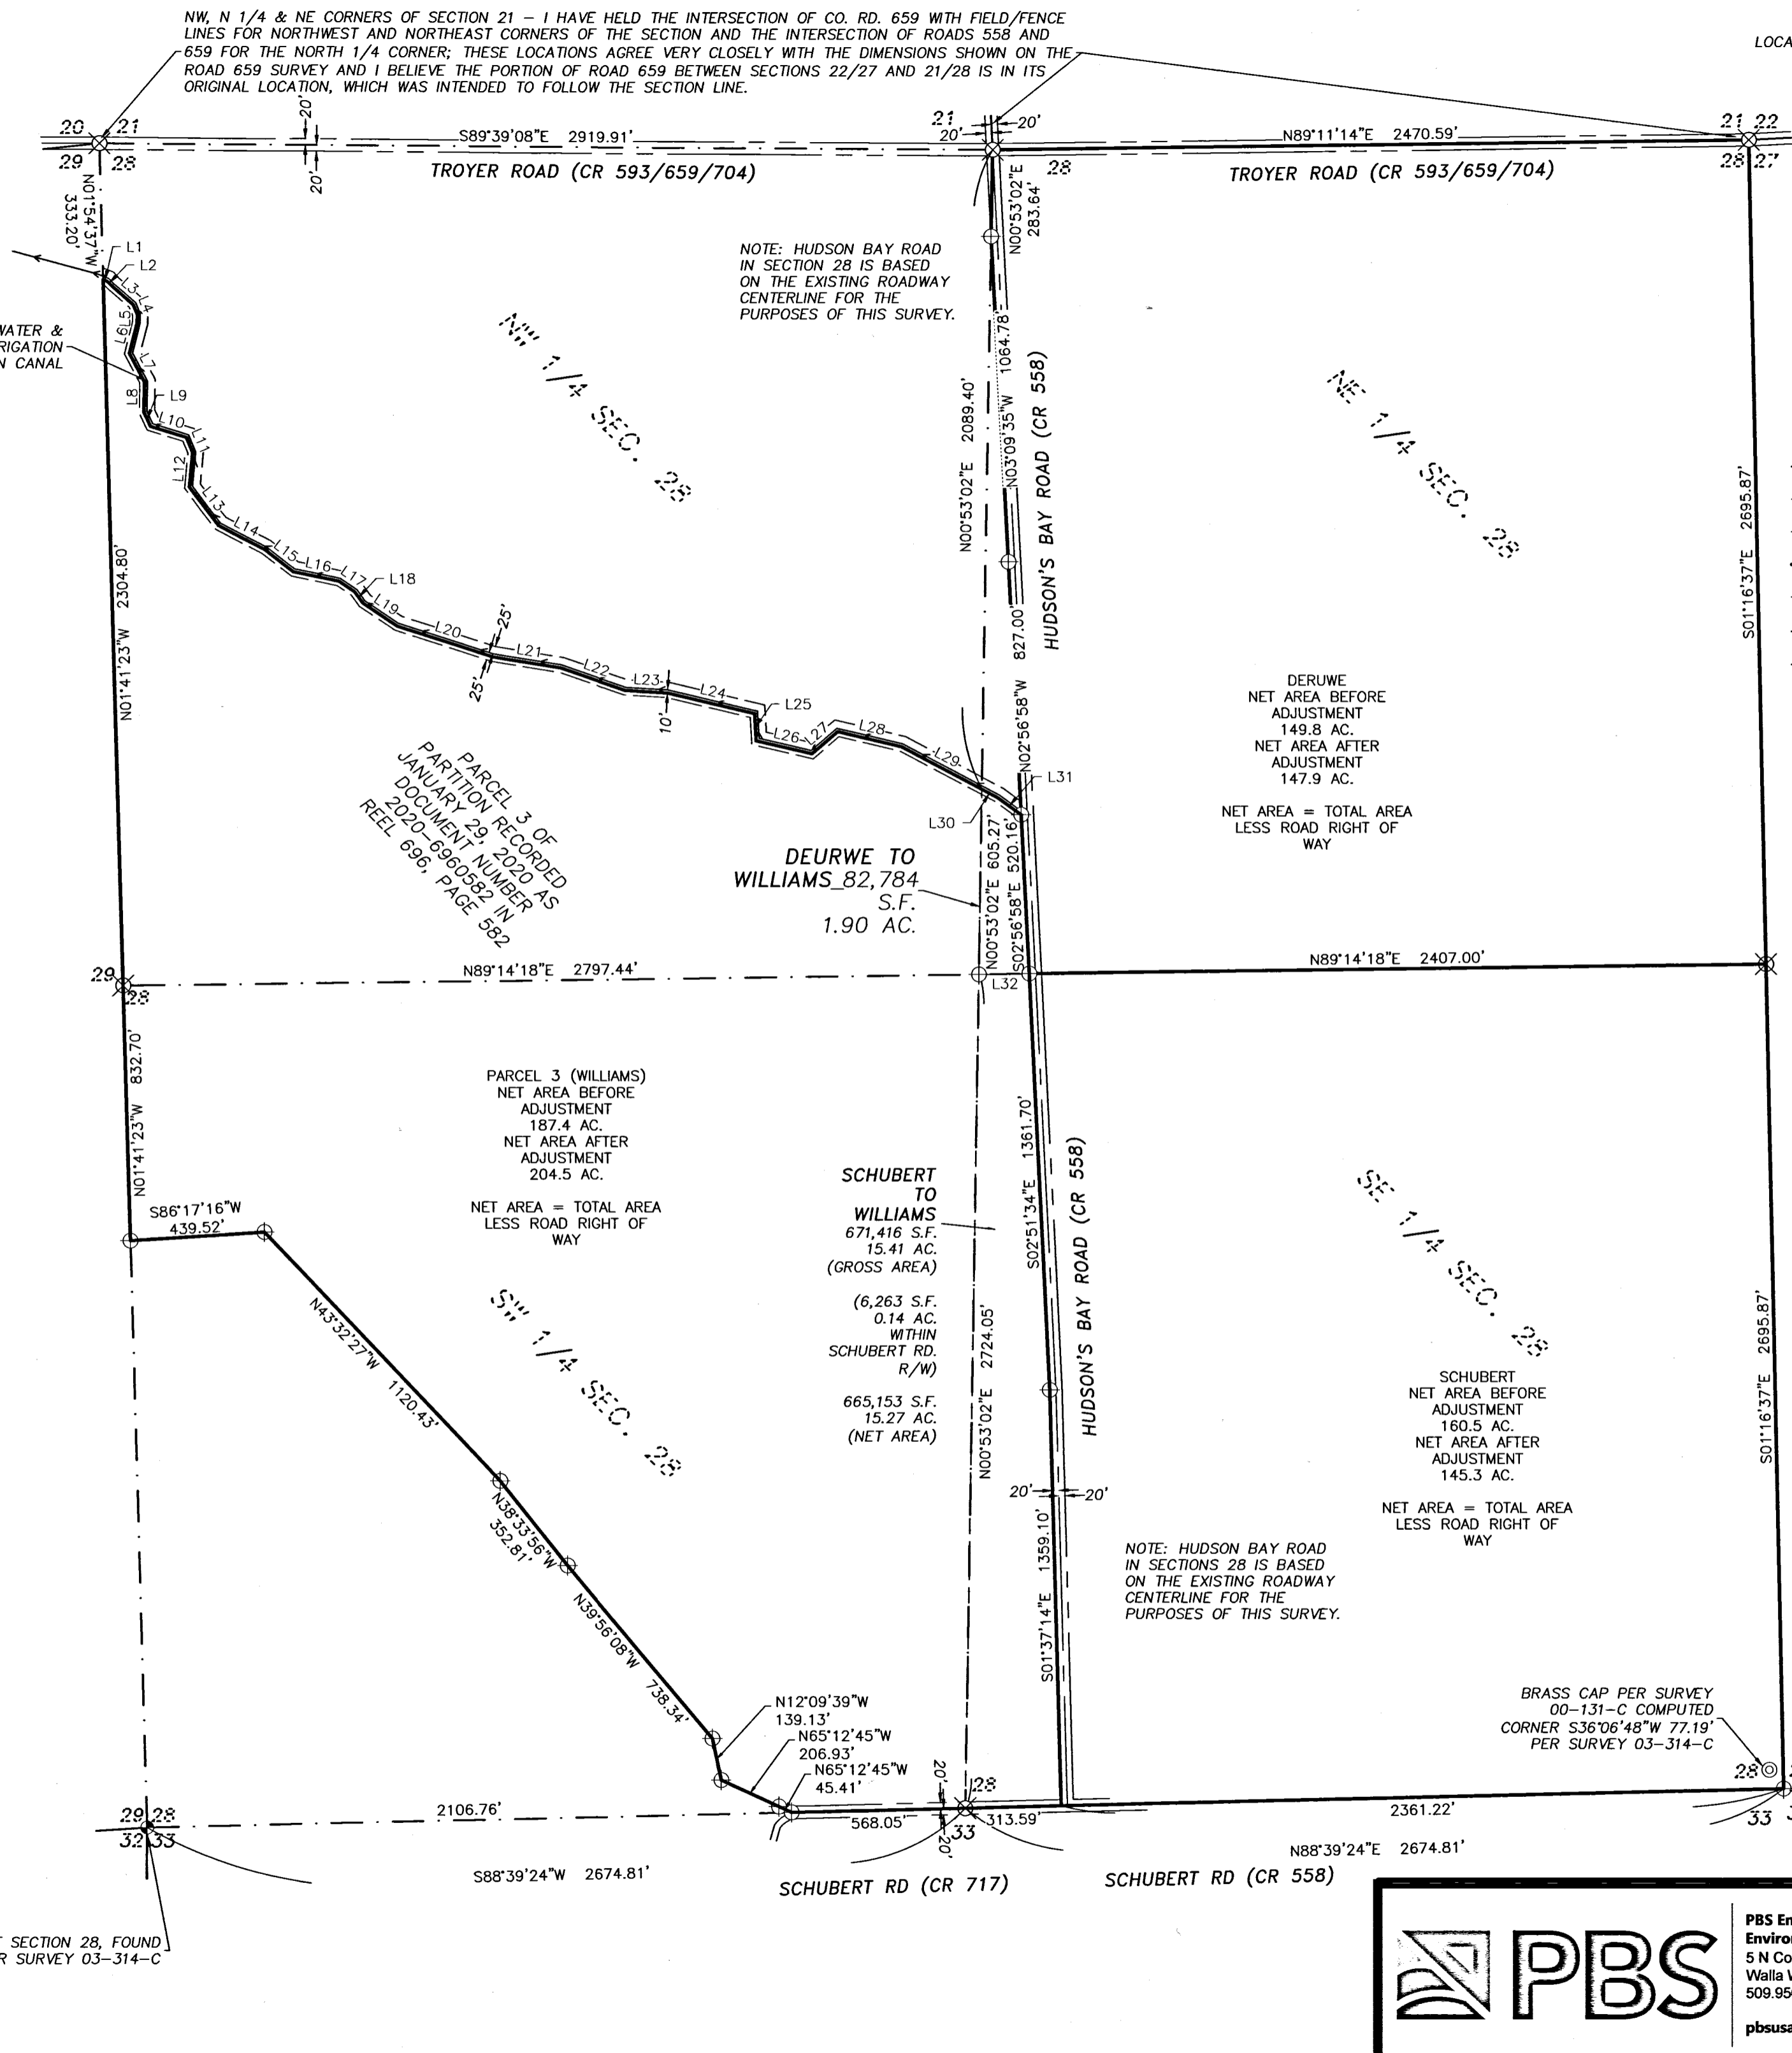 NW, N 1/4 & NE CORNERS OF SECTION 21 – I HAVE HELD THE INTERSECTION OF CO. RD. 659 WITH FIELD/FENCE
LINES FOR NORTHWEST AND NORTHEAST CORNERS OF THE SECTION AND THE INTERSECTION OF ROADS 558 AND
659 FOR THE NORTH 1/4 CORNER; THESE LOCATIONS AGREE VERY CLOSELY WITH THE DIMENSIONS SHOWN ON THE
ROAD 659 SURVEY AND I BELIEVE THE PORTION OF ROAD 659 BETWEEN SECTIONS 22/27 AND 21/28 IS IN ITS
ORIGINAL LOCATION, WHICH WAS INTENDED TO FOLLOW THE SECTION LINE.
LOCA
20 21
29 28
20'
20'
S89°39'08"E 2919.91'
TROYER ROAD (CR 593/659/704)
21
20'
20'
28
N89°11'14"E 2470.59'
TROYER ROAD (CR 593/659/704)
21 22
28 27
N01°54'37"W
333.20'
N00°53'02"E
283.64'
L1
L2
L3
L4
L5
L6
L7
L8
L9
L10
L11
L12
L13
L14
L15
L16
L17
L18
L19
L20
L21
L22
L23
L24
L25
L26
L27
L28
L29
L30
L31
25'
25'
10'
WATER &
RIGATION
N CANAL
NOTE: HUDSON BAY ROAD
IN SECTION 28 IS BASED
ON THE EXISTING ROADWAY
CENTERLINE FOR THE
PURPOSES OF THIS SURVEY.
NW 1/4 SEC. 28
NE 1/4 SEC. 28
N00°53'02"E 2089.40'
N03°09'35"W 1064.78'
HUDSON'S BAY ROAD (CR 558)
N02°56'58"W 827.00'
S01°16'37"E 2695.87'
N01°41'23"W 2304.80'
DERUWE
NET AREA BEFORE
ADJUSTMENT
149.8 AC.
NET AREA AFTER
ADJUSTMENT
147.9 AC.
NET AREA = TOTAL AREA
LESS ROAD RIGHT OF
WAY
PARCEL 3 OF
PARTITION RECORDED
JANUARY 29, 2020 AS
DOCUMENT NUMBER
2020-6960582 IN
REEL 696, PAGE 582
DEURWE TO
WILLIAMS_82,784
S.F.
1.90 AC.
N00°53'02"E 605.27'
S02°56'58"E 520.16'
29
28
N89°14'18"E 2797.44'
L32
N89°14'18"E 2407.00'
N01°41'23"W 832.70'
PARCEL 3 (WILLIAMS)
NET AREA BEFORE
ADJUSTMENT
187.4 AC.
NET AREA AFTER
ADJUSTMENT
204.5 AC.
NET AREA = TOTAL AREA
LESS ROAD RIGHT OF
WAY
S86°17'16"W
439.52'
SCHUBERT
TO
WILLIAMS
671,416 S.F.
15.41 AC.
(GROSS AREA)
(6,263 S.F.
0.14 AC.
WITHIN
SCHUBERT RD.
R/W)
665,153 S.F.
15.27 AC.
(NET AREA)
S02°51'34"E 1361.70'
HUDSON'S BAY ROAD (CR 558)
SE 1/4 SEC. 28
N00°53'02"E 2724.05'
N43°32'27"W 1120.43'
SW 1/4 SEC. 28
S01°16'37"E 2695.87'
SCHUBERT
NET AREA BEFORE
ADJUSTMENT
160.5 AC.
NET AREA AFTER
ADJUSTMENT
145.3 AC.
NET AREA = TOTAL AREA
LESS ROAD RIGHT OF
WAY
20'
20'
N38°33'56"W
352.81'
NOTE: HUDSON BAY ROAD
IN SECTIONS 28 IS BASED
ON THE EXISTING ROADWAY
CENTERLINE FOR THE
PURPOSES OF THIS SURVEY.
S01°37'14"E 1359.10'
N39°56'08"W 738.34'
N12°09'39"W
139.13'
N65°12'45"W
206.93'
N65°12'45"W
45.41'
BRASS CAP PER SURVEY
00-131-C COMPUTED
CORNER S36°06'48"W 77.19'
PER SURVEY 03-314-C
28
29 28
32 33
2106.76'
568.05'
20'
20'
28
33
313.59'
2361.22'
33
S88°39'24"W 2674.81'
N88°39'24"E 2674.81'
SCHUBERT RD (CR 717)
SCHUBERT RD (CR 558)
SECTION 28, FOUND
R SURVEY 03-314-C
PBS
PBS En
Enviro
5 N Co
Walla W
509.95
pbsusa